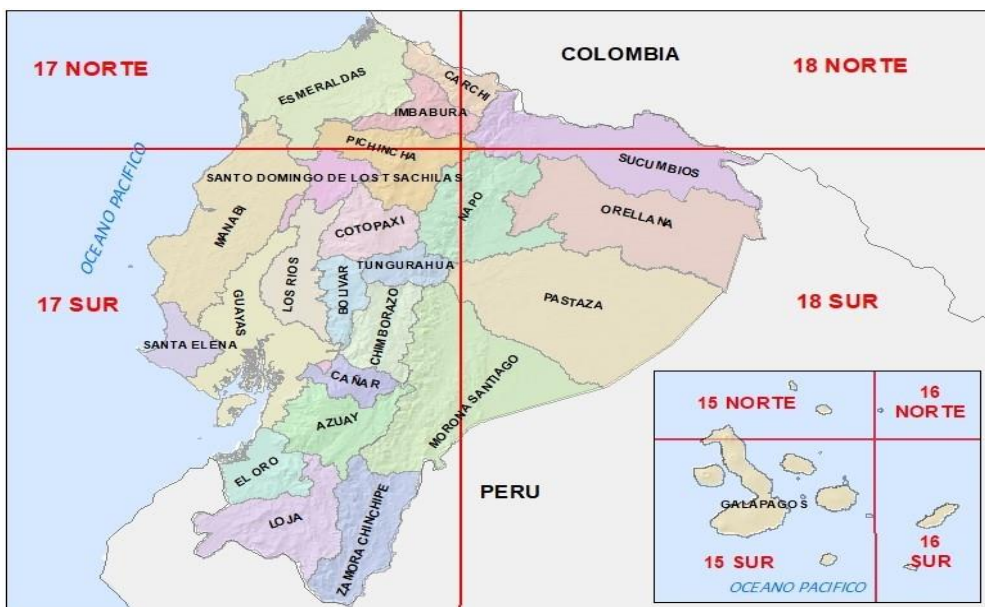 COLOMBIA
17 NORTE
18 NORTE
ESMERALDAS
CARCHI
IMBABURA
PICHINCHA
SUCUMBIOS
OCEANO PACIFICO
SANTO DOMINGO DE LOS TSACHILAS
MANABI
NAPO
ORELLANA
COTOPAXI
TUNGURAHUA
17 SUR
18 SUR
GUAYAS
LOS RIOS
BOLIVAR
CHIMBORAZO
PASTAZA
SANTA ELENA
CAÑAR
MORONA SANTIAGO
AZUAY
EL ORO
PERU
LOJA
ZAMORA CHINCHIPE
15 NORTE
16
NORTE
GALAPAGOS
15 SUR
16
SUR
OCEANO PACIFICO